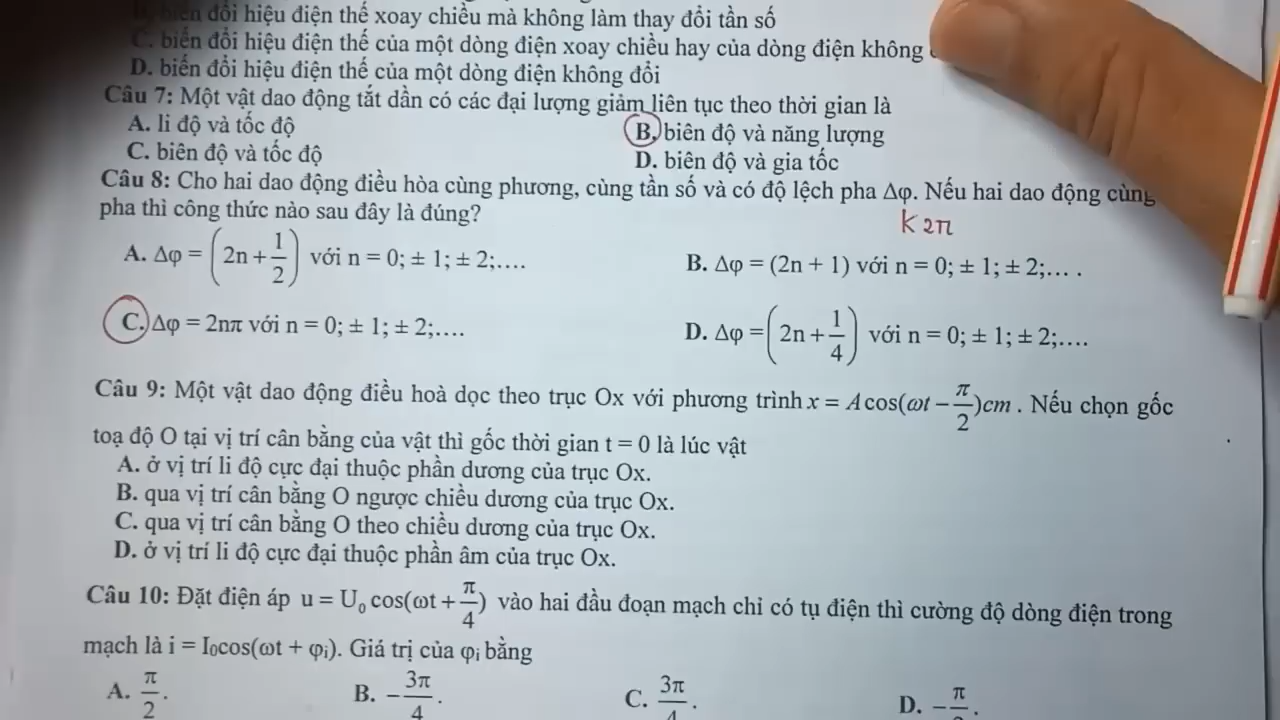 biến đổi hiệu điện thế xoay chiều mà không làm thay đổi tần số
C. biến đổi hiệu điện thế của một dòng điện xoay chiều hay của dòng điện không
D. biến đổi hiệu điện thế của một dòng điện không đổi
Câu 7: Một vật dao động tắt dần có các đại lượng giảm liên tục theo thời gian là
A. li độ và tốc độ B. biên độ và năng lượng
C. biên độ và tốc độ D. biên độ và gia tốc
Câu 8: Cho hai dao động điều hòa cùng phương, cùng tần số và có độ lệch pha Δφ. Nếu hai dao động cùng
pha thì công thức nào sau đây là đúng?
k2π
A. Δφ = (2n + 1/2) với n = 0; ± 1; ± 2;.... B. Δφ = (2n + 1) với n = 0; ± 1; ± 2;... .
C. Δφ = 2nπ với n = 0; ± 1; ± 2;.... D. Δφ = (2n + 1/4) với n = 0; ± 1; ± 2;....
Câu 9: Một vật dao động điều hoà dọc theo trục Ox với phương trình x = A cos(ωt − π/2)cm . Nếu chọn gốc
toạ độ O tại vị trí cân bằng của vật thì gốc thời gian t = 0 là lúc vật
A. ở vị trí li độ cực đại thuộc phần dương của trục Ox.
B. qua vị trí cân bằng O ngược chiều dương của trục Ox.
C. qua vị trí cân bằng O theo chiều dương của trục Ox.
D. ở vị trí li độ cực đại thuộc phần âm của trục Ox.
Câu 10: Đặt điện áp u = U₀ cos(ωt + π/4) vào hai đầu đoạn mạch chỉ có tụ điện thì cường độ dòng điện trong
mạch là i = I₀cos(ωt + φᵢ). Giá trị của φᵢ bằng
A. π/2. B. −3π/4. C. 3π/4. D. −π